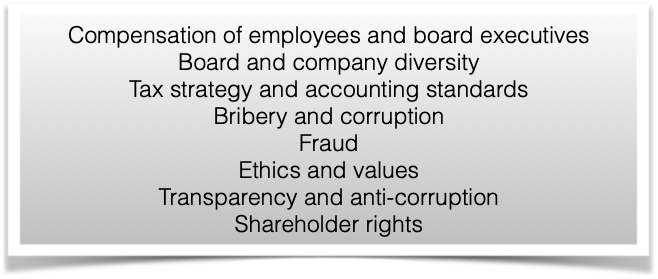 Compensation of employees and board executives
Board and company diversity
Tax strategy and accounting standards
Bribery and corruption
Fraud
Ethics and values
Transparency and anti-corruption
Shareholder rights